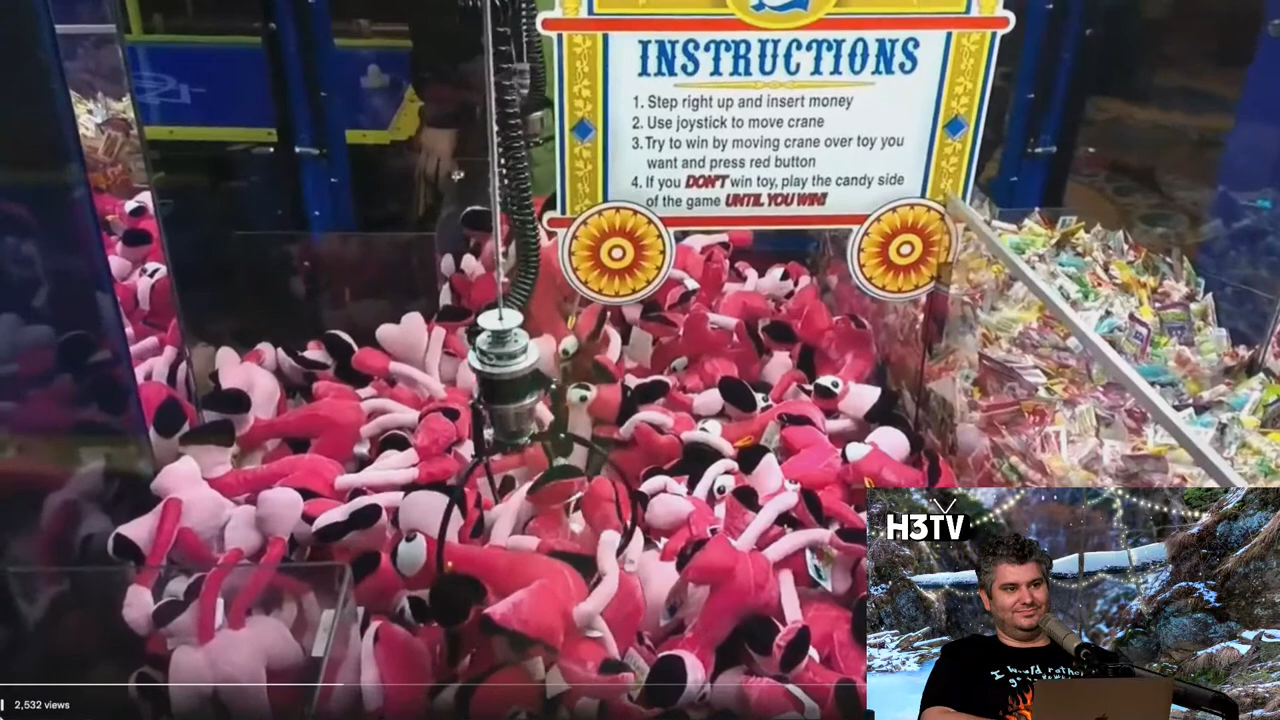 INSTRUCTIONS
1. Step right up and insert money
2. Use joystick to move crane
3. Try to win by moving crane over toy you
want and press red button
4. If you DON'T win toy, play the candy side
of the game UNTIL YOU WIN!
H3TV
I would rather
2,532 views